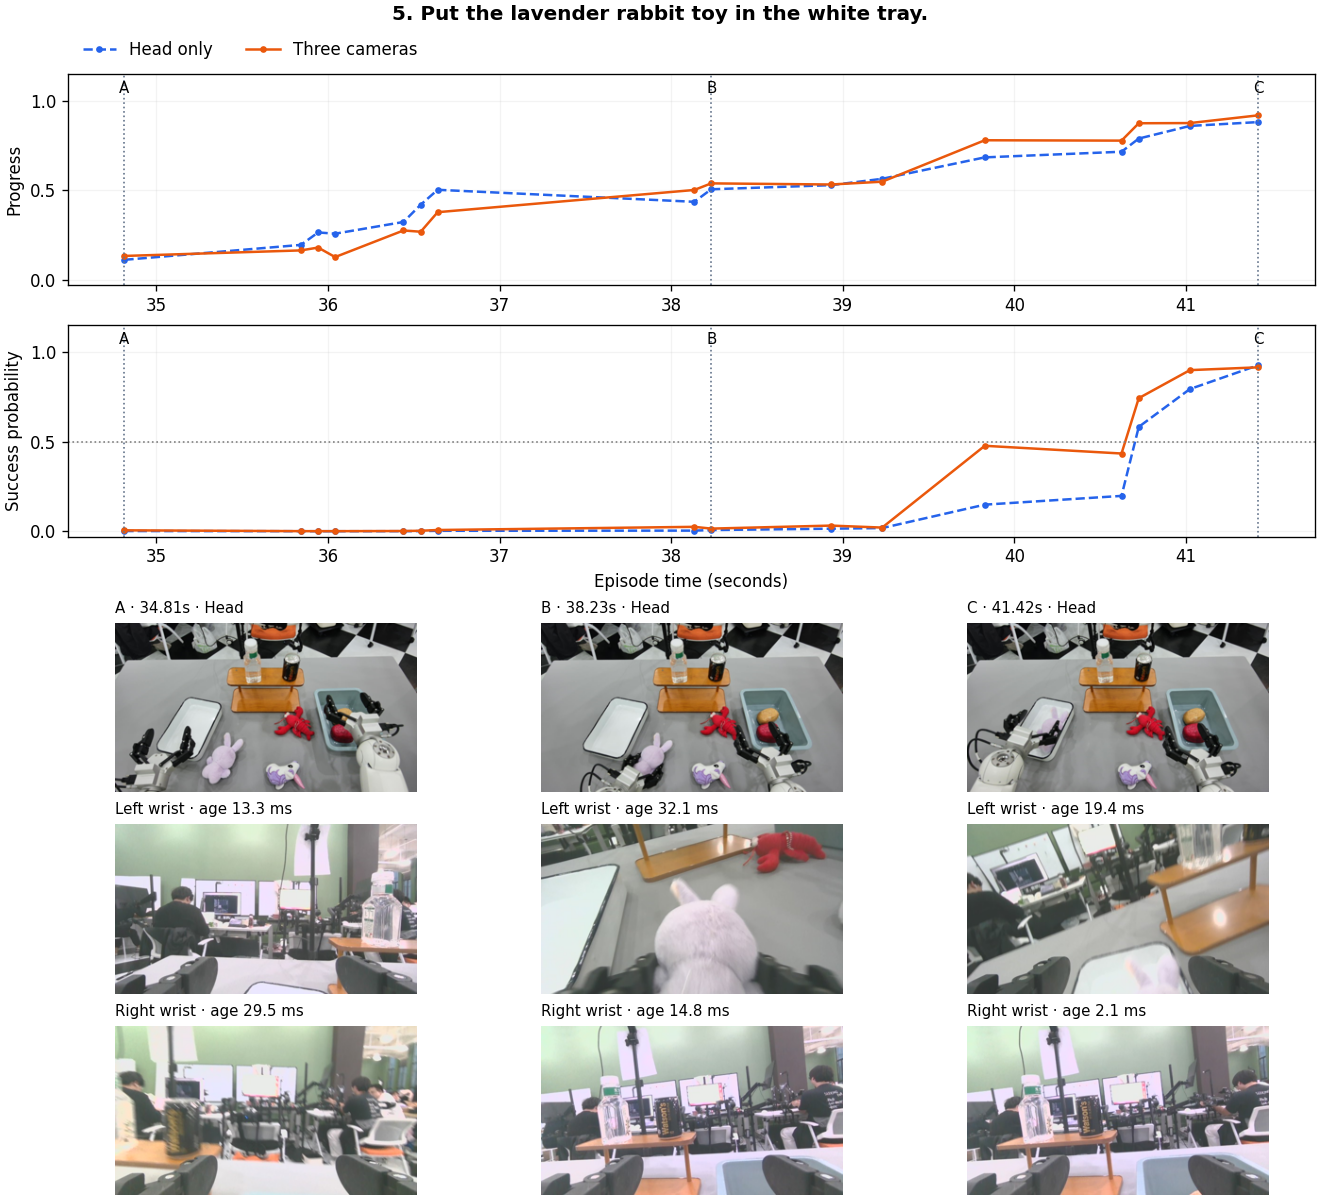 5. Put the lavender rabbit toy in the white tray.
Head only
Three cameras
A
B
C
1.0
0.5
0.0
Progress
35
36
37
38
39
40
41
A
B
C
1.0
0.5
0.0
Success probability
35
36
37
38
39
40
41
Episode time (seconds)
A · 34.81s · Head
B · 38.23s · Head
C · 41.42s · Head
Left wrist · age 13.3 ms
Left wrist · age 32.1 ms
Left wrist · age 19.4 ms
Right wrist · age 29.5 ms
Right wrist · age 14.8 ms
Right wrist · age 2.1 ms
Watson's
Watson's